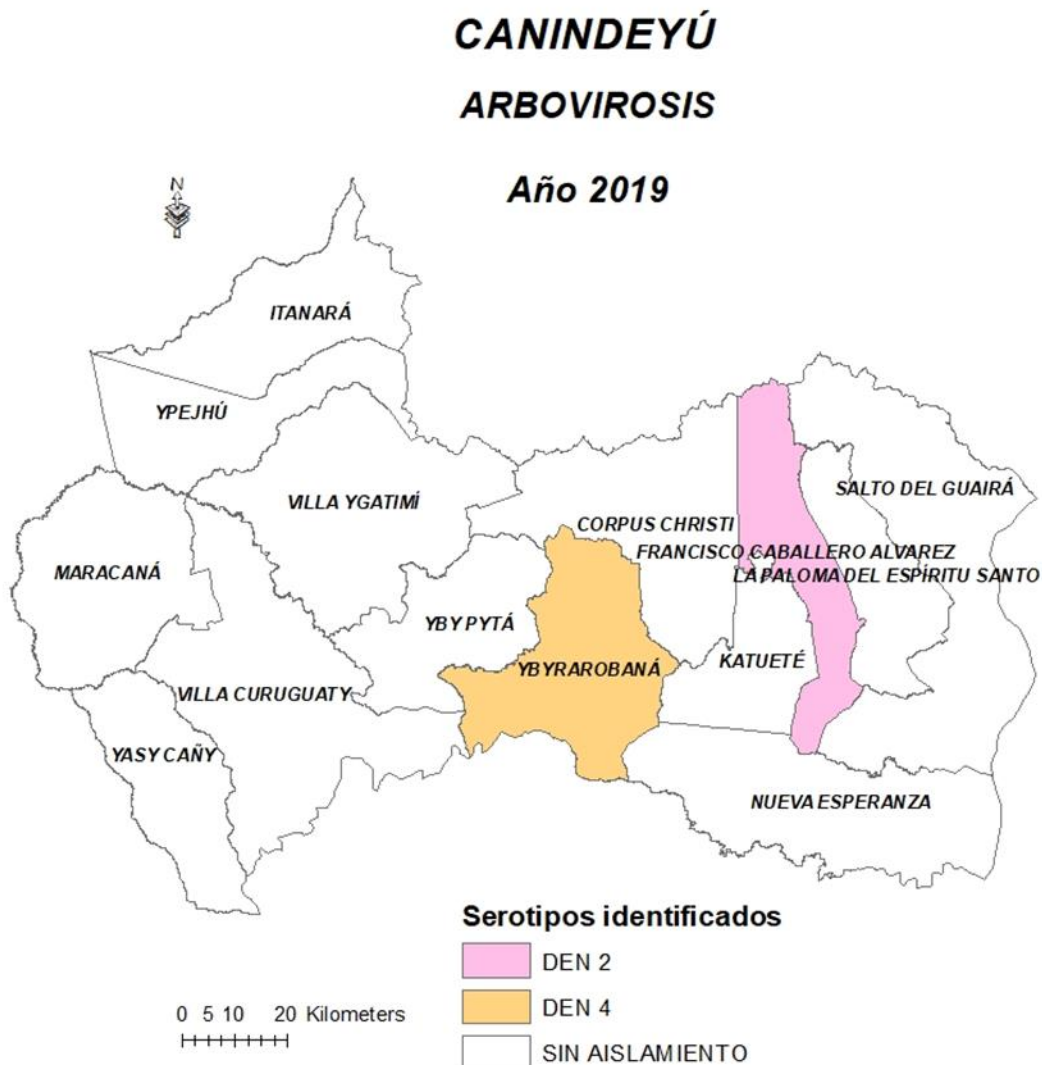 CANINDEYÚ
ARBOVIROSIS
Año 2019
N
ITANARÁ
YPEJHÚ
VILLA YGATIMÍ
SALTO DEL GUAIRÁ
CORPUS CHRISTI
FRANCISCO CABALLERO ALVAREZ
MARACANÁ
LA PALOMA DEL ESPÍRITU SANTO
YBY PYTÁ
KATUETÉ
YBYRAROBANÁ
VILLA CURUGUATY
YASY CAÑY
NUEVA ESPERANZA
Serotipos identificados
DEN 2
DEN 4
SIN AISLAMIENTO
0 5 10 20 Kilometers